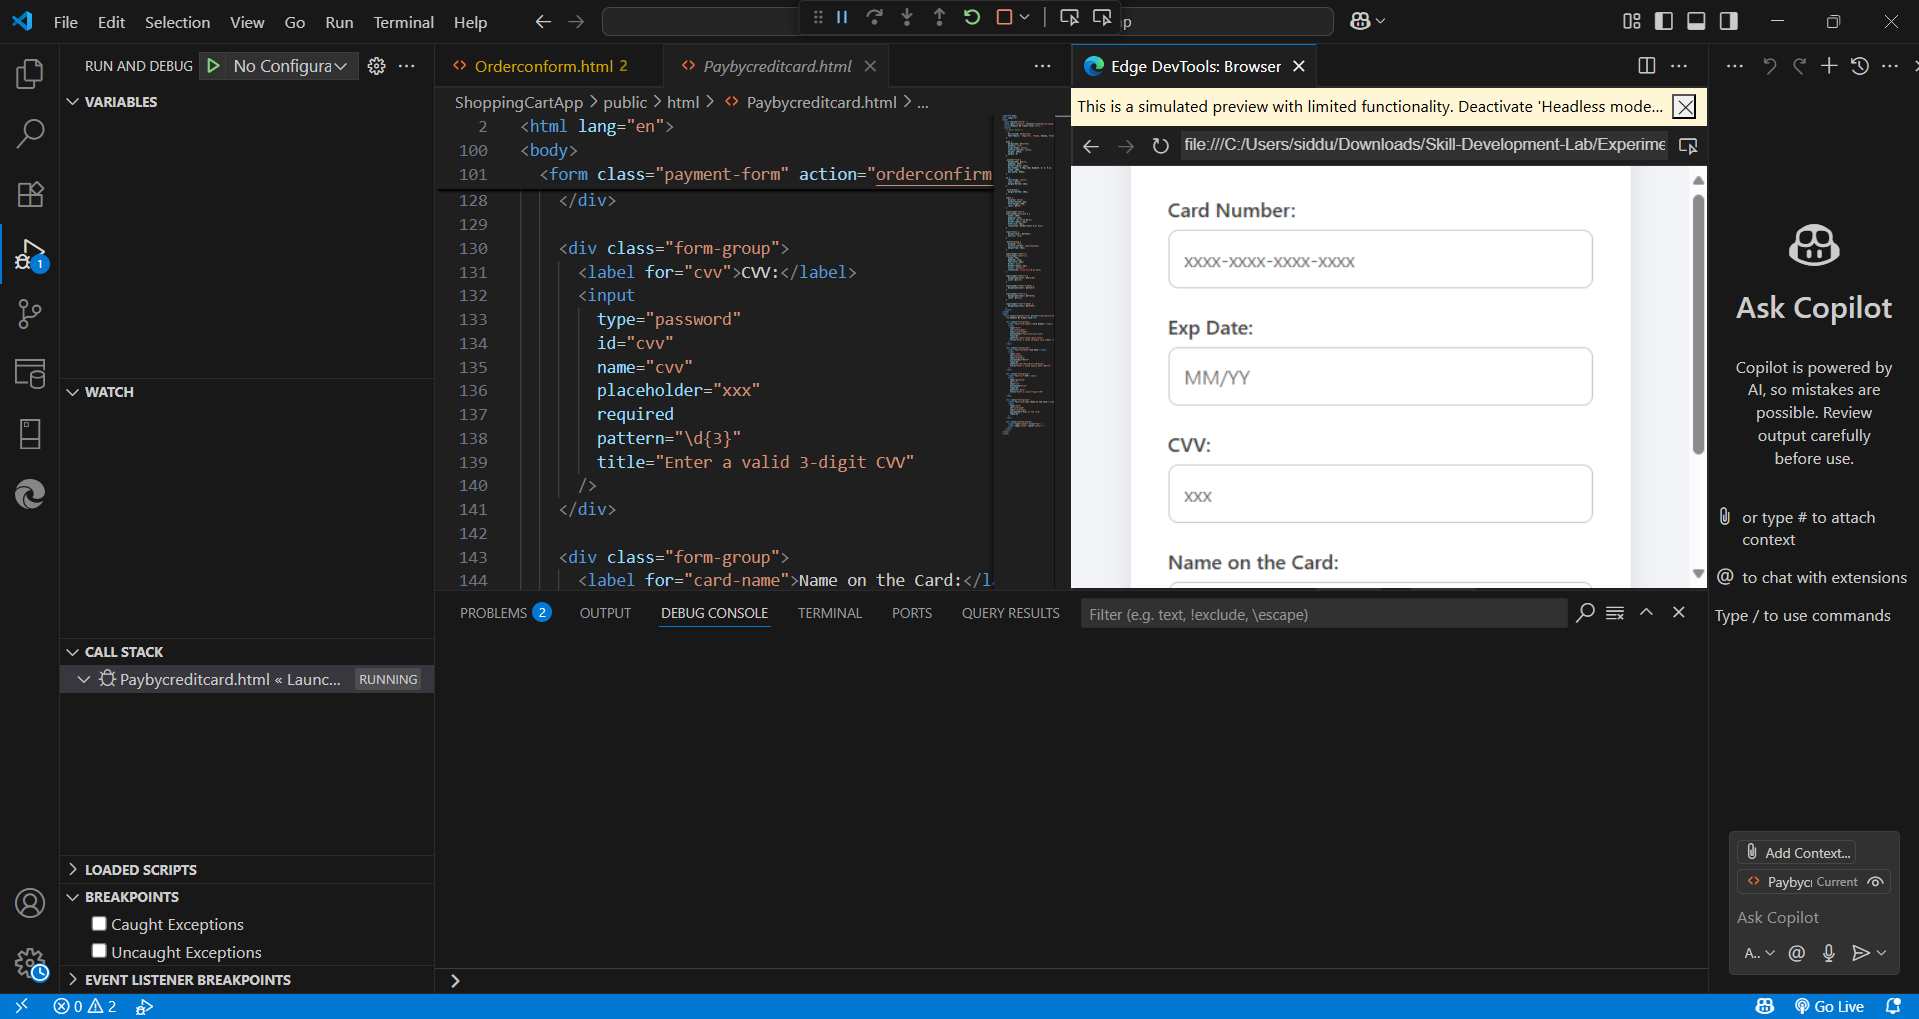 File Edit Selection View Go Run Terminal Help
RUN AND DEBUG No Configura
VARIABLES
WATCH
CALL STACK
Paybycreditcard.html « Launc... RUNNING
LOADED SCRIPTS
BREAKPOINTS
Caught Exceptions
Uncaught Exceptions
EVENT LISTENER BREAKPOINTS
1
Orderconform.html 2 Paybycreditcard.html
ShoppingCartApp > public > html > Paybycreditcard.html > ...
2 <html lang="en">
100 <body>
101 <form class="payment-form" action="orderconfirm
128 </div>
129
130 <div class="form-group">
131 <label for="cvv">CVV:</label>
132 <input
133 type="password"
134 id="cvv"
135 name="cvv"
136 placeholder="xxx"
137 required
138 pattern="\d{3}"
139 title="Enter a valid 3-digit CVV"
140 />
141 </div>
142
143 <div class="form-group">
144 <label for="card-name">Name on the Card:</l
Edge DevTools: Browser
This is a simulated preview with limited functionality. Deactivate 'Headless mode...
file:///C:/Users/siddu/Downloads/Skill-Development-Lab/Experime
Card Number:
xxxx-xxxx-xxxx-xxxx
Exp Date:
MM/YY
CVV:
xxx
Name on the Card:
PROBLEMS 2 OUTPUT DEBUG CONSOLE TERMINAL PORTS QUERY RESULTS
Filter (e.g. text, !exclude, \escape)
Ask Copilot
Copilot is powered by
AI, so mistakes are
possible. Review
output carefully
before use.
or type # to attach
context
@ to chat with extensions
Type / to use commands
Add Context...
Paybyc Current
Ask Copilot
A..
0 2
Go Live